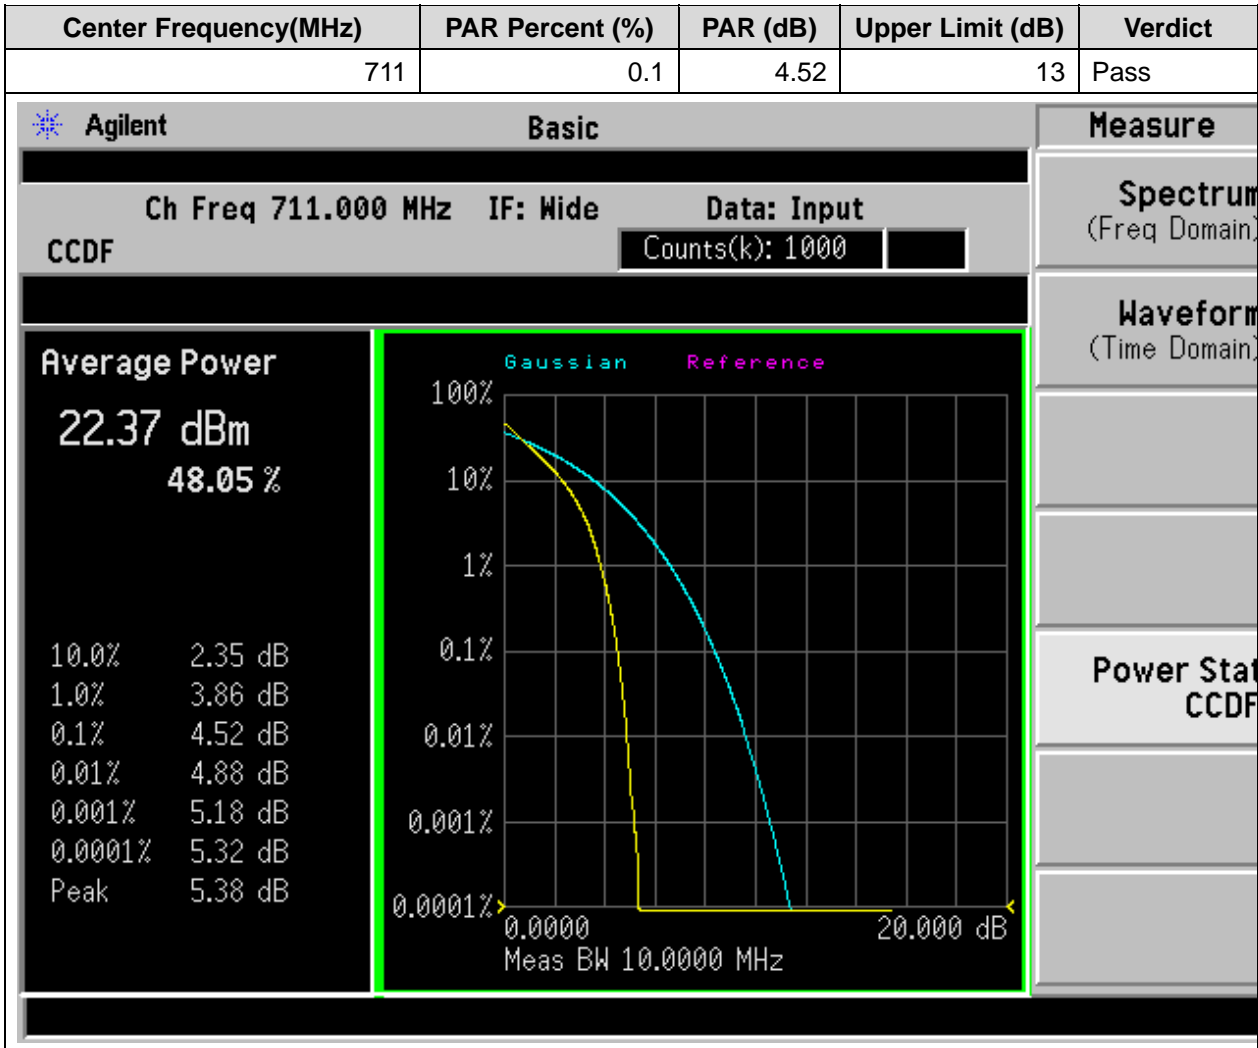 Center Frequency(MHz) PAR Percent (%) PAR (dB) Upper Limit (dB) Verdict
711 0.1 4.52 13 Pass
Agilent Basic Measure
Ch Freq 711.000 MHz IF: Wide Data: Input
CCDF Counts(k): 1000
Spectrum
(Freq Domain)
Waveform
(Time Domain)
Power Stat
CCDF
Average Power
22.37 dBm
48.05 %
10.0% 2.35 dB
1.0% 3.86 dB
0.1% 4.52 dB
0.01% 4.88 dB
0.001% 5.18 dB
0.0001% 5.32 dB
Peak 5.38 dB
Gaussian Reference
100%
10%
1%
0.1%
0.01%
0.001%
0.0001%
0.0000 20.000 dB
Meas BW 10.0000 MHz